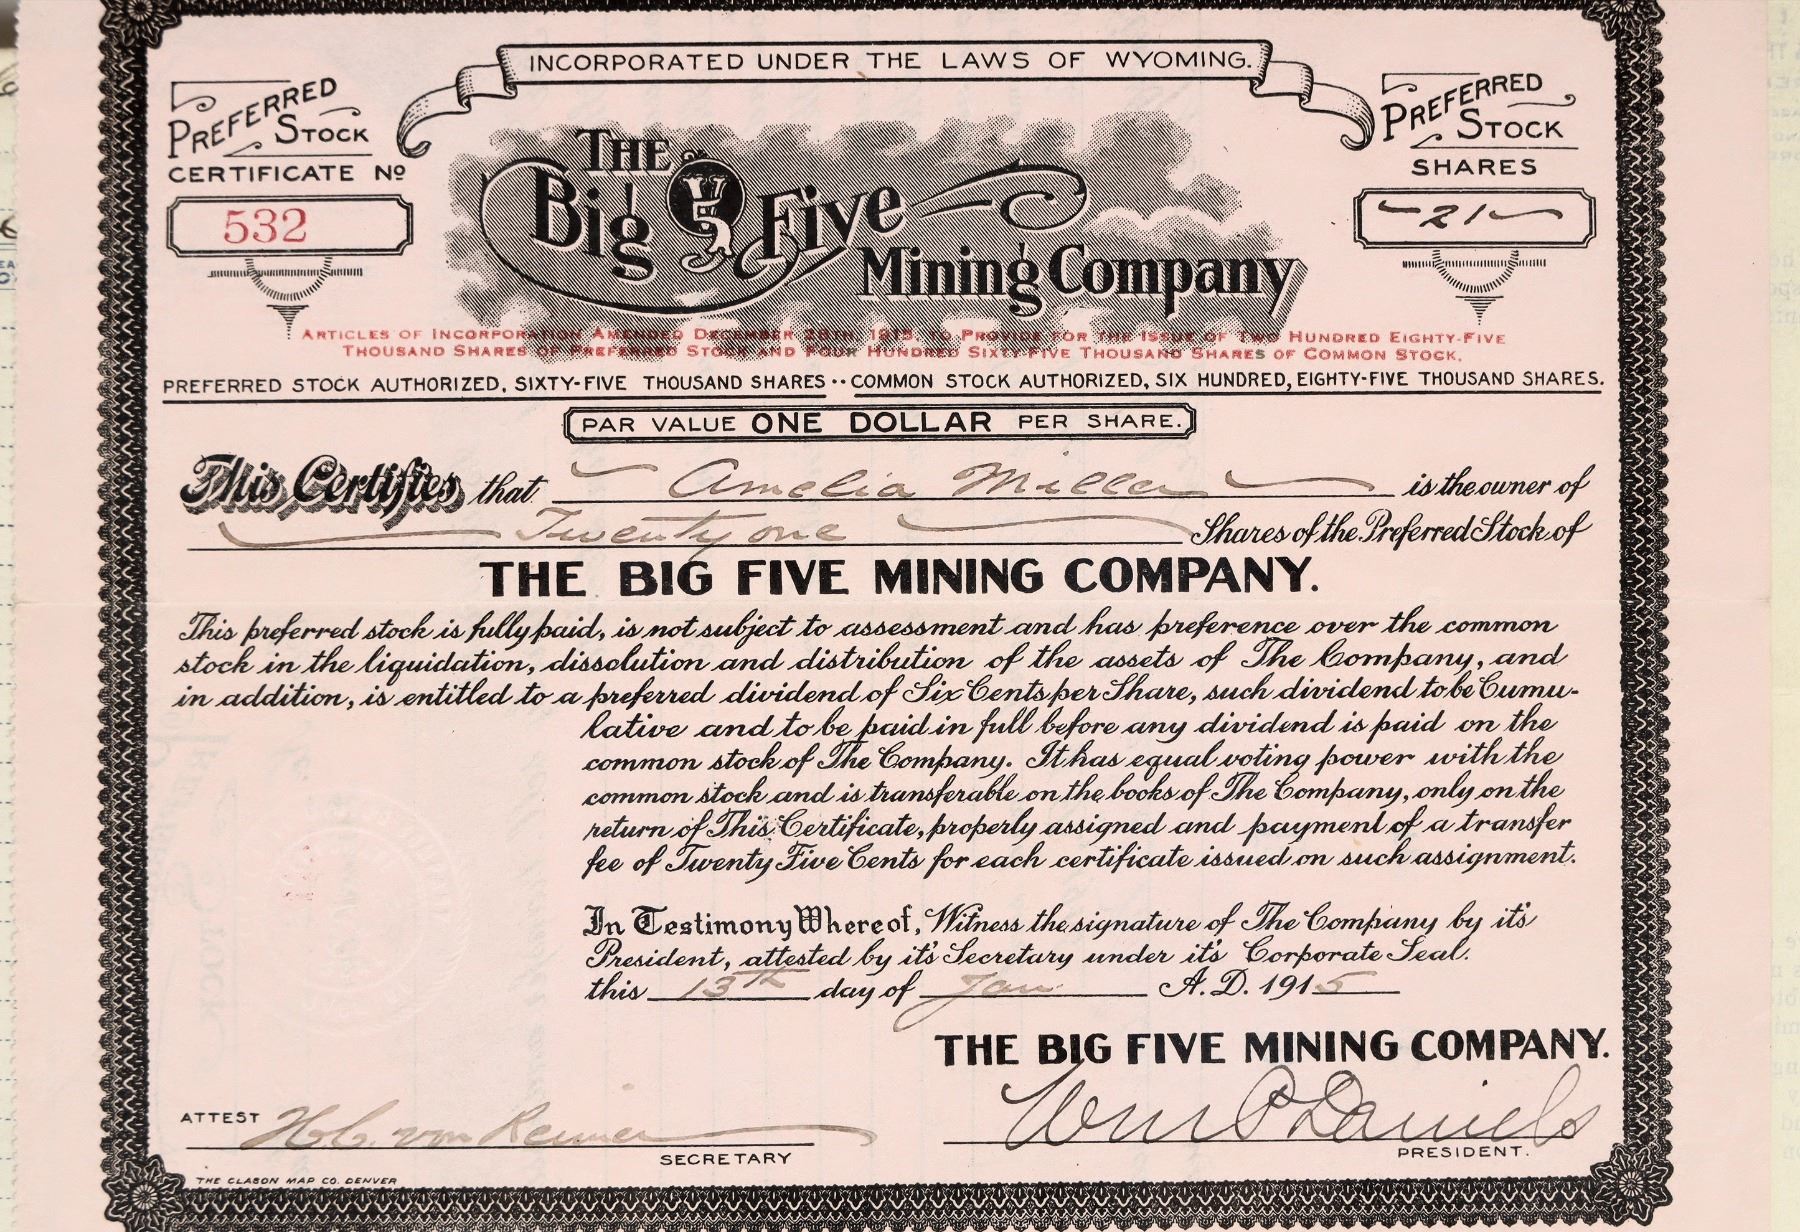 INCORPORATED UNDER THE LAWS OF WYOMING.
PREFERRED STOCK
CERTIFICATE Nº
532
PREFERRED STOCK
SHARES
21
THE Big 5 Five
Mining Company
ARTICLES OF INCORPORATION AMENDED DECEMBER 28TH, 1915, TO PROVIDE FOR THE ISSUE OF TWO HUNDRED EIGHTY-FIVE
THOUSAND SHARES OF PREFERRED STOCK AND FOUR HUNDRED SIXTY-FIVE THOUSAND SHARES OF COMMON STOCK.
PREFERRED STOCK AUTHORIZED, SIXTY-FIVE THOUSAND SHARES·· COMMON STOCK AUTHORIZED, SIX HUNDRED, EIGHTY-FIVE THOUSAND SHARES.
PAR VALUE ONE DOLLAR PER SHARE.
This Certifies that Amelia Miller is the owner of
Twenty one Shares of the Preferred Stock of
THE BIG FIVE MINING COMPANY.
This preferred stock is fully paid, is not subject to assessment and has preference over the common
stock in the liquidation, dissolution and distribution of the assets of The Company, and
in addition, is entitled to a preferred dividend of Six Cents per Share, such dividend to be Cumu-
lative and to be paid in full before any dividend is paid on the
common stock of The Company. It has equal voting power with the
common stock and is transferable on the books of The Company, only on the
return of This Certificate, properly assigned and payment of a transfer
fee of Twenty Five Cents for each certificate issued on such assignment.
In Testimony Whereof, Witness the signature of The Company by it's
President, attested by it's Secretary under it's Corporate Seal.
this 13th day of Jan A. D. 1915
THE BIG FIVE MINING COMPANY.
ATTEST H. C. von
SECRETARY
Wm P Daniels
PRESIDENT.
THE CLASON MAP CO. DENVER